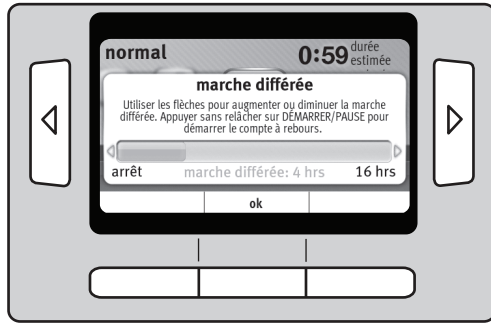 normal 0:59 durée
estimée
marche différée
Utiliser les flèches pour augmenter ou diminuer la marche
différée. Appuyer sans relâcher sur DÉMARRER/PAUSE pour
démarrer le compte à rebours.
arrêt marche différée: 4 hrs 16 hrs
ok